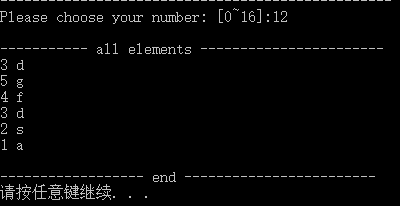 Please choose your number: [0~16]:12
----------- all elements -----------------------
3 d
5 g
4 f
3 d
2 s
1 a
------------------ end ------------------------
请按任意键继续. . .